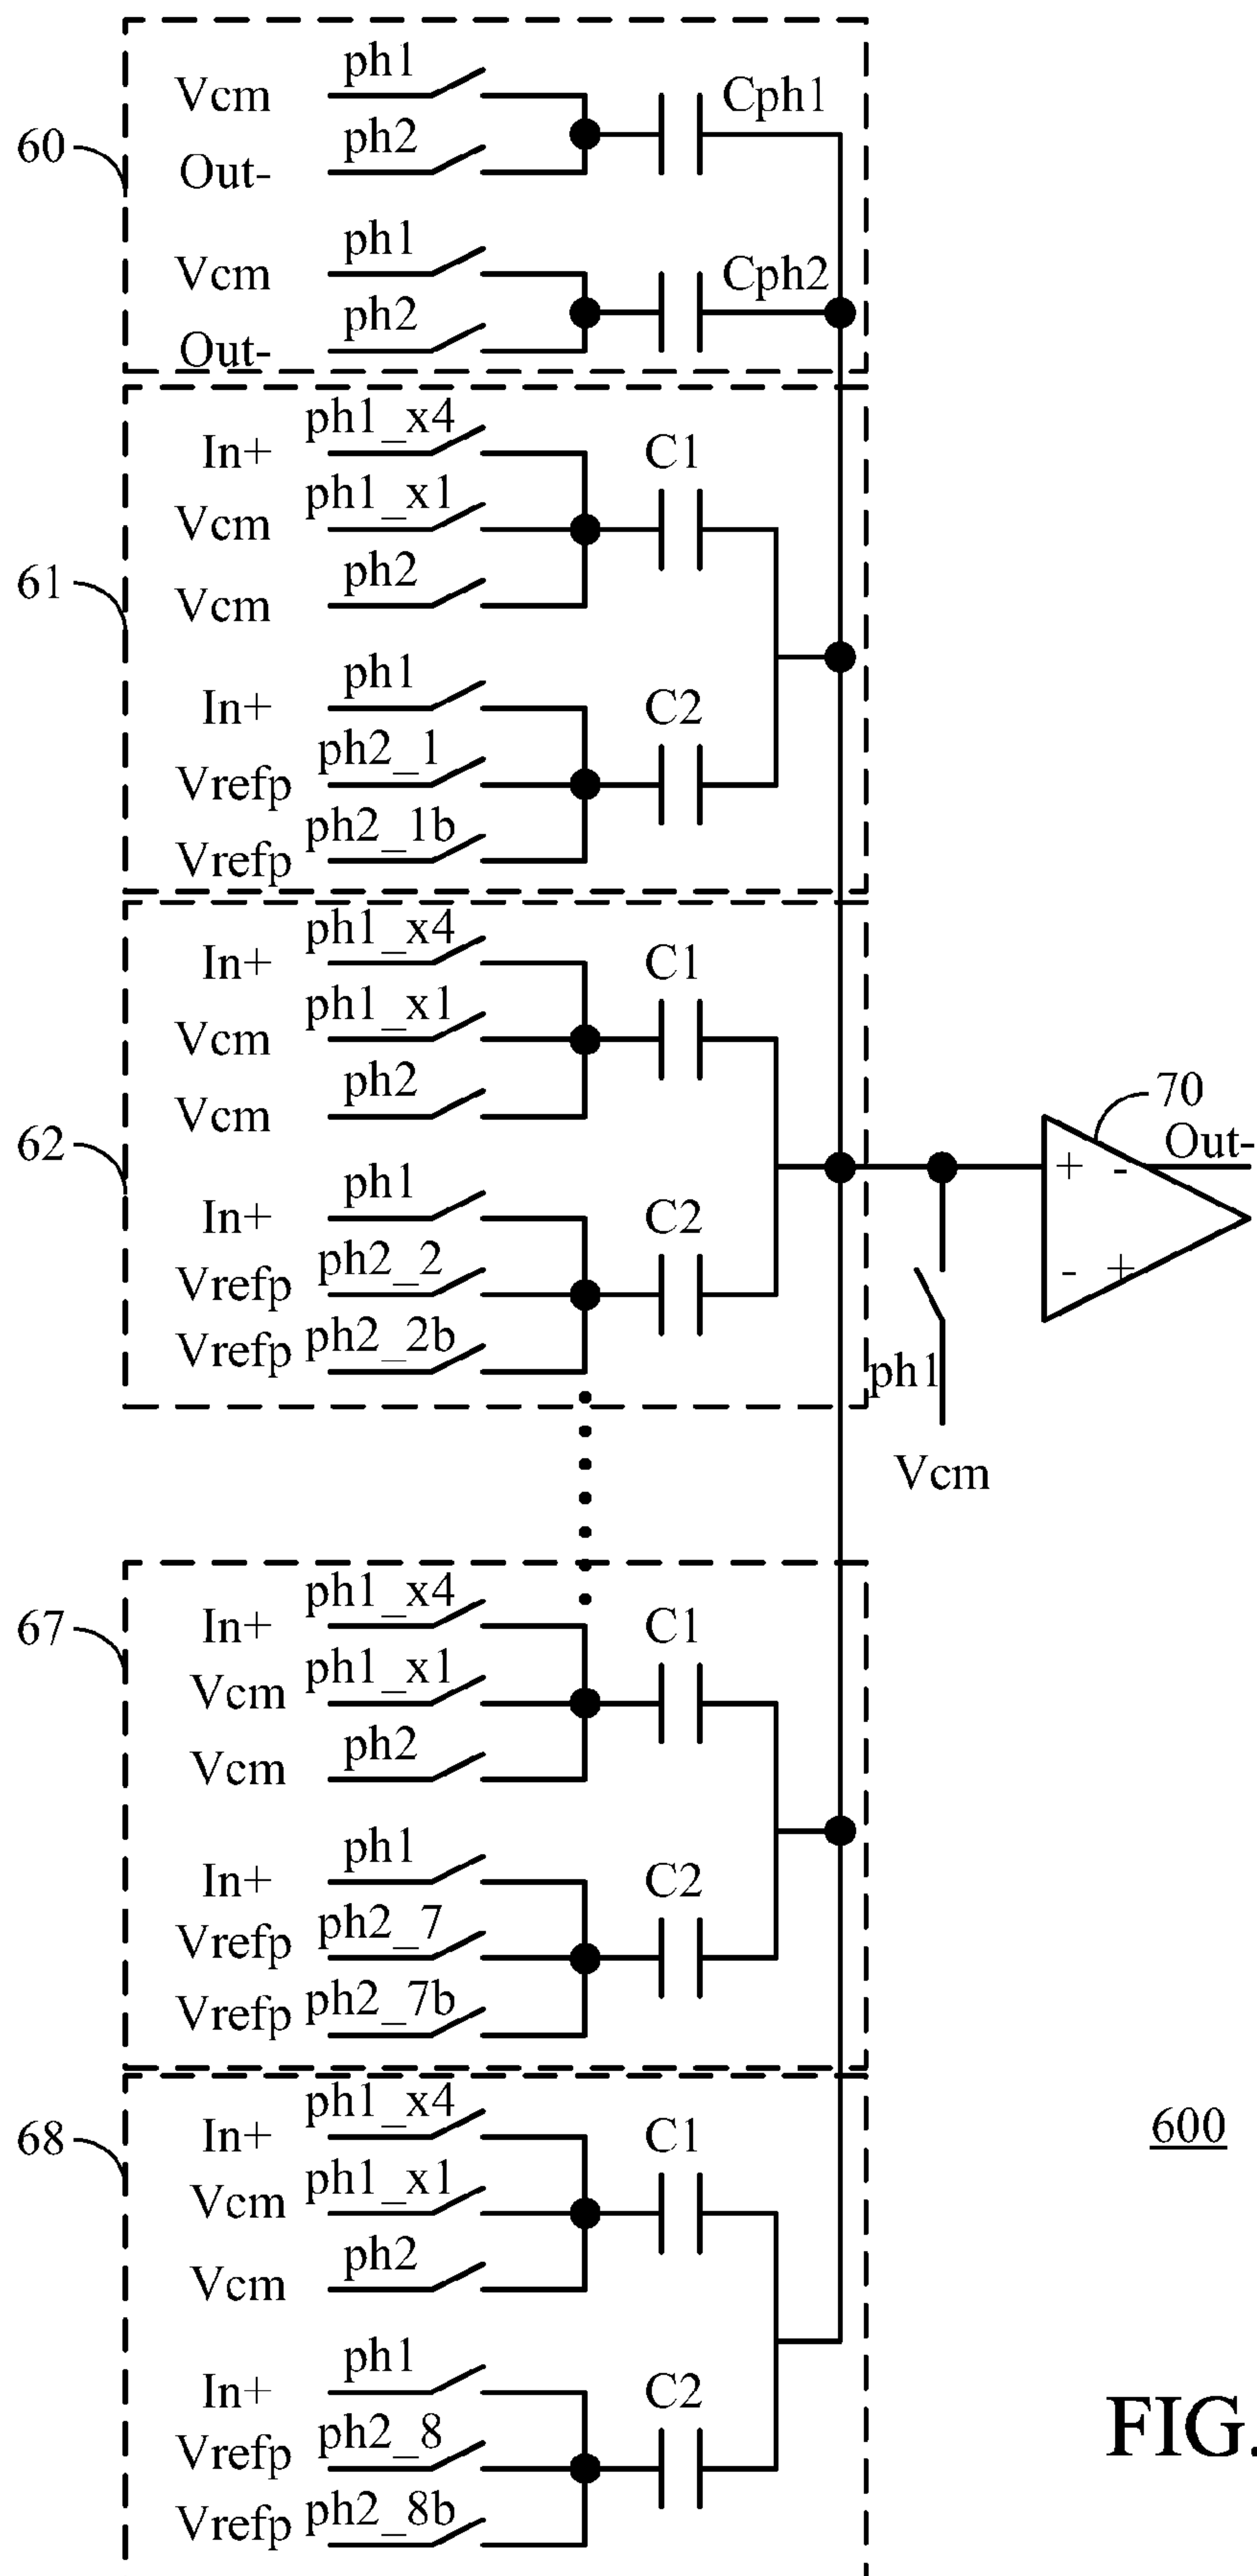 ph1
Vcm
Cph1
ph2
60
Out-
ph1
Vcm
Cph2
ph2
Out-
ph1_x4
In+
C1
ph1_x1
Vcm
ph2
61
Vcm
ph1
In+
C2
ph2_1
Vrefp
ph2_1b
Vrefp
ph1_x4
In+
C1
ph1_x1
Vcm
ph2
Vcm
62
70
Out-
+ -
- +
ph1
In+
C2
ph2_2
Vrefp
ph2_2b
Vrefp
ph1
Vcm
ph1_x4
In+
C1
67
ph1_x1
Vcm
ph2
Vcm
ph1
In+
C2
ph2_7
Vrefp
ph2_7b
Vrefp
ph1_x4
In+
C1
68
600
ph1_x1
Vcm
ph2
Vcm
ph1
In+
C2
ph2_8
Vrefp
FIG.
ph2_8b
Vrefp